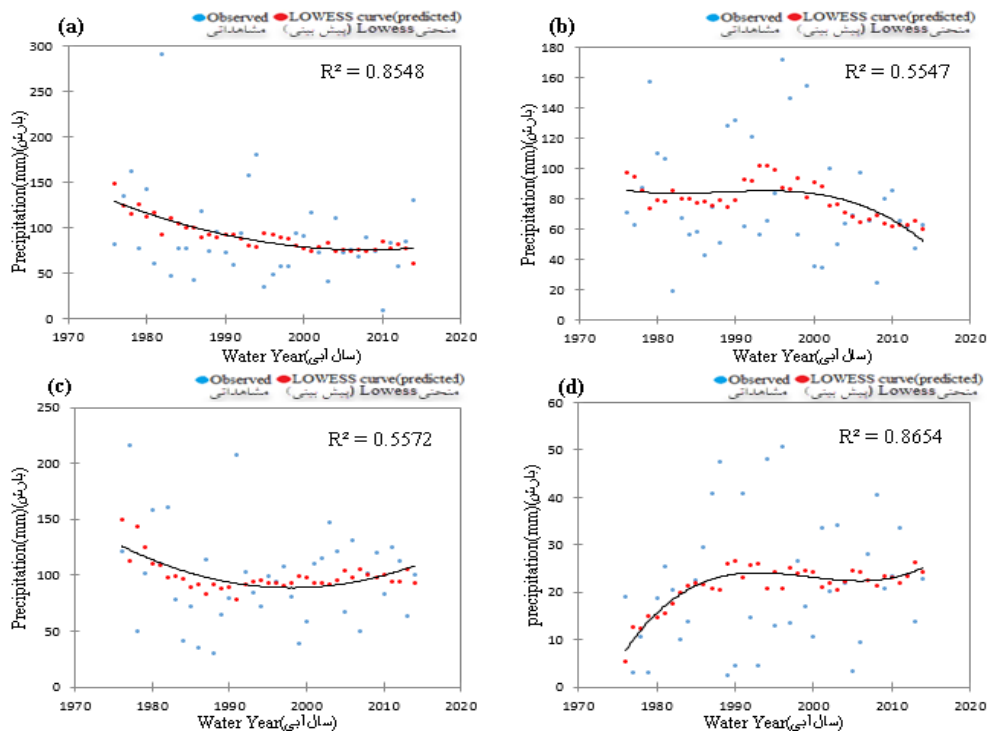 (a)
Observed LOWESS curve(predicted)
مشاهداتی منحنی Lowess (پیش بینی)
R² = 0.8548
Precipitation(mm)(بارش)
300
250
200
150
100
50
0
1970 1980 1990 2000 2010 2020
Water Year(سال آبی)
(b)
Observed LOWESS curve(predicted)
مشاهداتی منحنی Lowess (پیش بینی)
R² = 0.5547
Precipitation(mm)(بارش)
180
160
140
120
100
80
60
40
20
0
1970 1980 1990 2000 2010 2020
Water Year(سال آبی)
(c)
Observed LOWESS curve(predicted)
مشاهداتی منحنی Lowess (پیش بینی)
R² = 0.5572
Precipitation(mm)(بارش)
250
200
150
100
50
0
1970 1980 1990 2000 2010 2020
Water Year(سال آبی)
(d)
Observed LOWESS curve(predicted)
مشاهداتی منحنی Lowess (پیش بینی)
R² = 0.8654
precipitation(mm)(بارش)
60
50
40
30
20
10
0
1970 1980 1990 2000 2010 2020
Water Year(سال آبی)